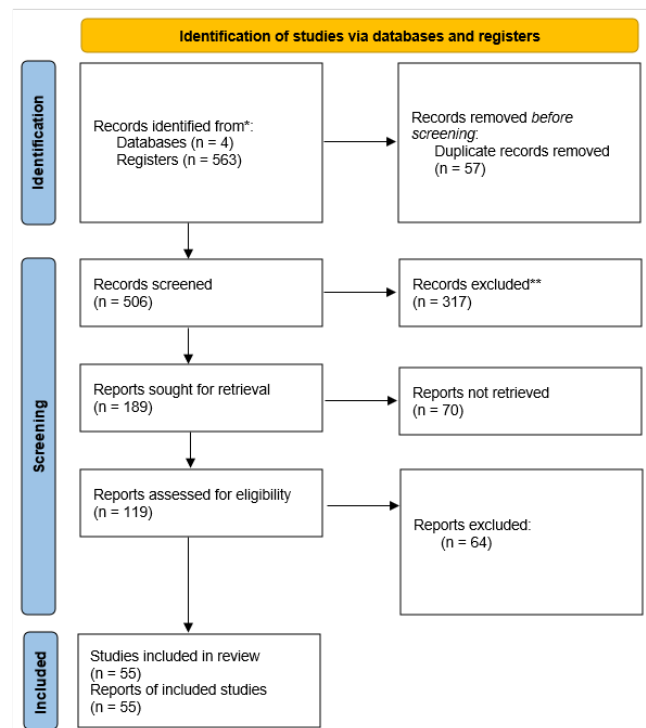 Identification of studies via databases and registers
Identification
Records identified from*:
Databases (n = 4)
Registers (n = 563)
Records removed before
screening:
Duplicate records removed
(n = 57)
Screening
Records screened
(n = 506)
Records excluded**
(n = 317)
Reports sought for retrieval
(n = 189)
Reports not retrieved
(n = 70)
Reports assessed for eligibility
(n = 119)
Reports excluded:
(n = 64)
Included
Studies included in review
(n = 55)
Reports of included studies
(n = 55)